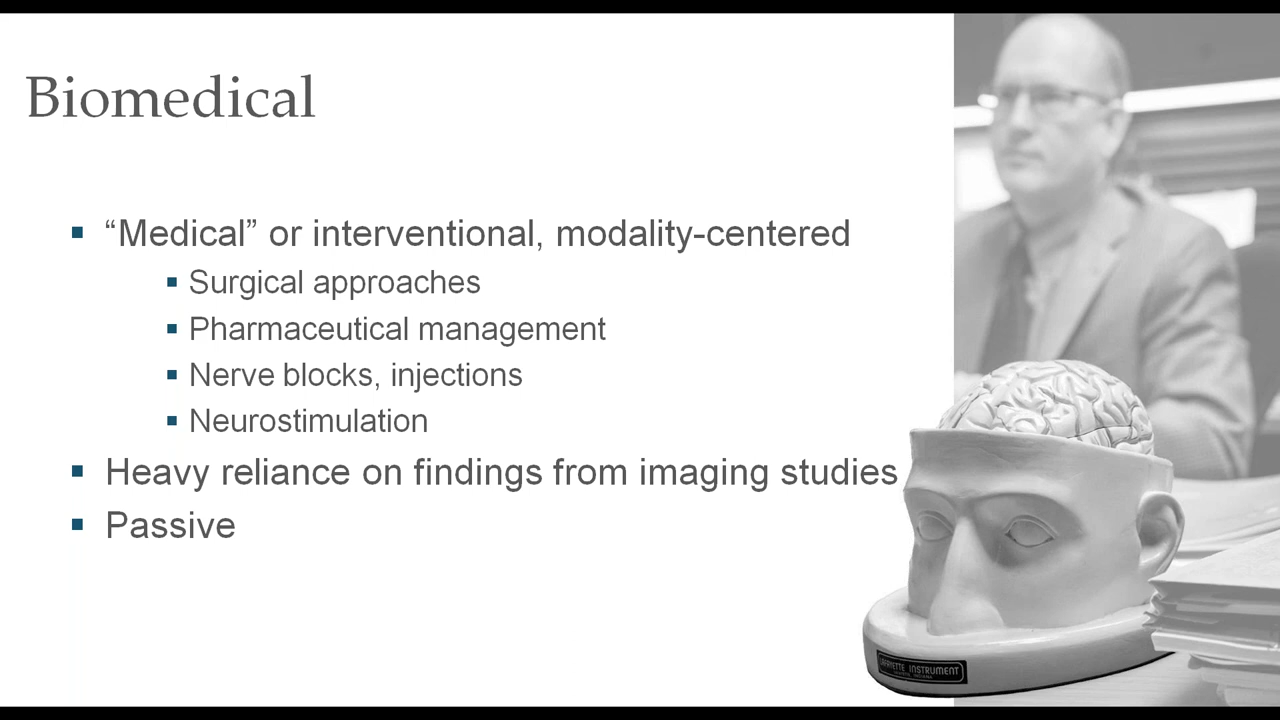 Biomedical
“Medical” or interventional, modality-centered
Surgical approaches
Pharmaceutical management
Nerve blocks, injections
Neurostimulation
Heavy reliance on findings from imaging studies
Passive
LAFAYETTE INSTRUMENT